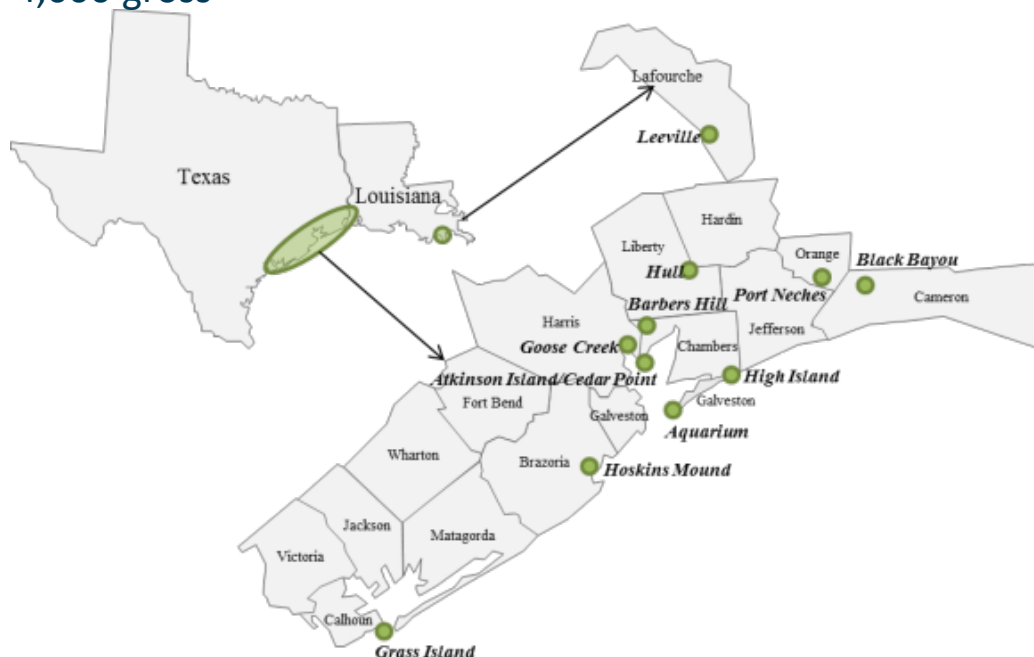 Lafourche
Leeville
Texas
Louisiana
Hardin
Liberty
Orange
Black Bayou
Hull
Port Neches
Cameron
Barbers Hill
Harris
Jefferson
Goose Creek
Chambers
Atkinson Island/Cedar Point
High Island
Fort Bend
Galveston
Galveston
Aquarium
Wharton
Brazoria
Hoskins Mound
Jackson
Matagorda
Victoria
Calhoun
Grass Island